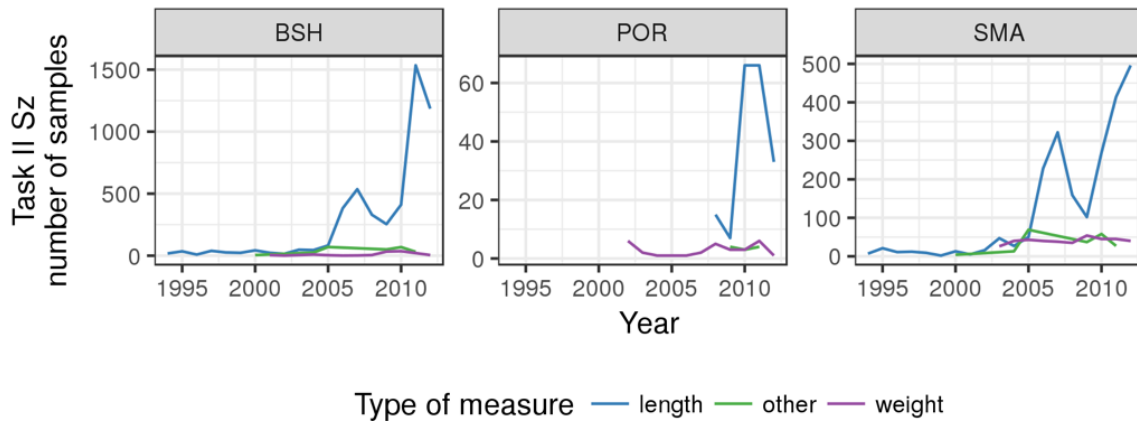 BSH POR SMA
Task II Sz
number of samples
1500
500
0
60
40
20
0
500
400
300
200
100
0
1995 2000 2005 2010 1995 2000 2005 2010 1995 2000 2005 2010
Year
Type of measure length other weight